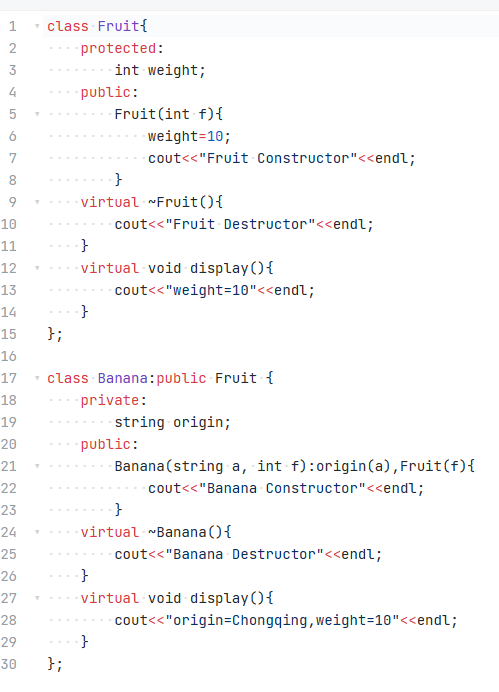 1 class Fruit{
2     protected:
3         int weight;
4     public:
5         Fruit(int f){
6             weight=10;
7             cout<<"Fruit Constructor"<<endl;
8         }
9     virtual ~Fruit(){
10         cout<<"Fruit Destructor"<<endl;
11     }
12     virtual void display(){
13         cout<<"weight=10"<<endl;
14     }
15 };
16
17 class Banana:public Fruit {
18     private:
19         string origin;
20     public:
21         Banana(string a, int f):origin(a),Fruit(f){
22             cout<<"Banana Constructor"<<endl;
23         }
24     virtual ~Banana(){
25         cout<<"Banana Destructor"<<endl;
26     }
27     virtual void display(){
28         cout<<"origin=Chongqing,weight=10"<<endl;
29     }
30 };